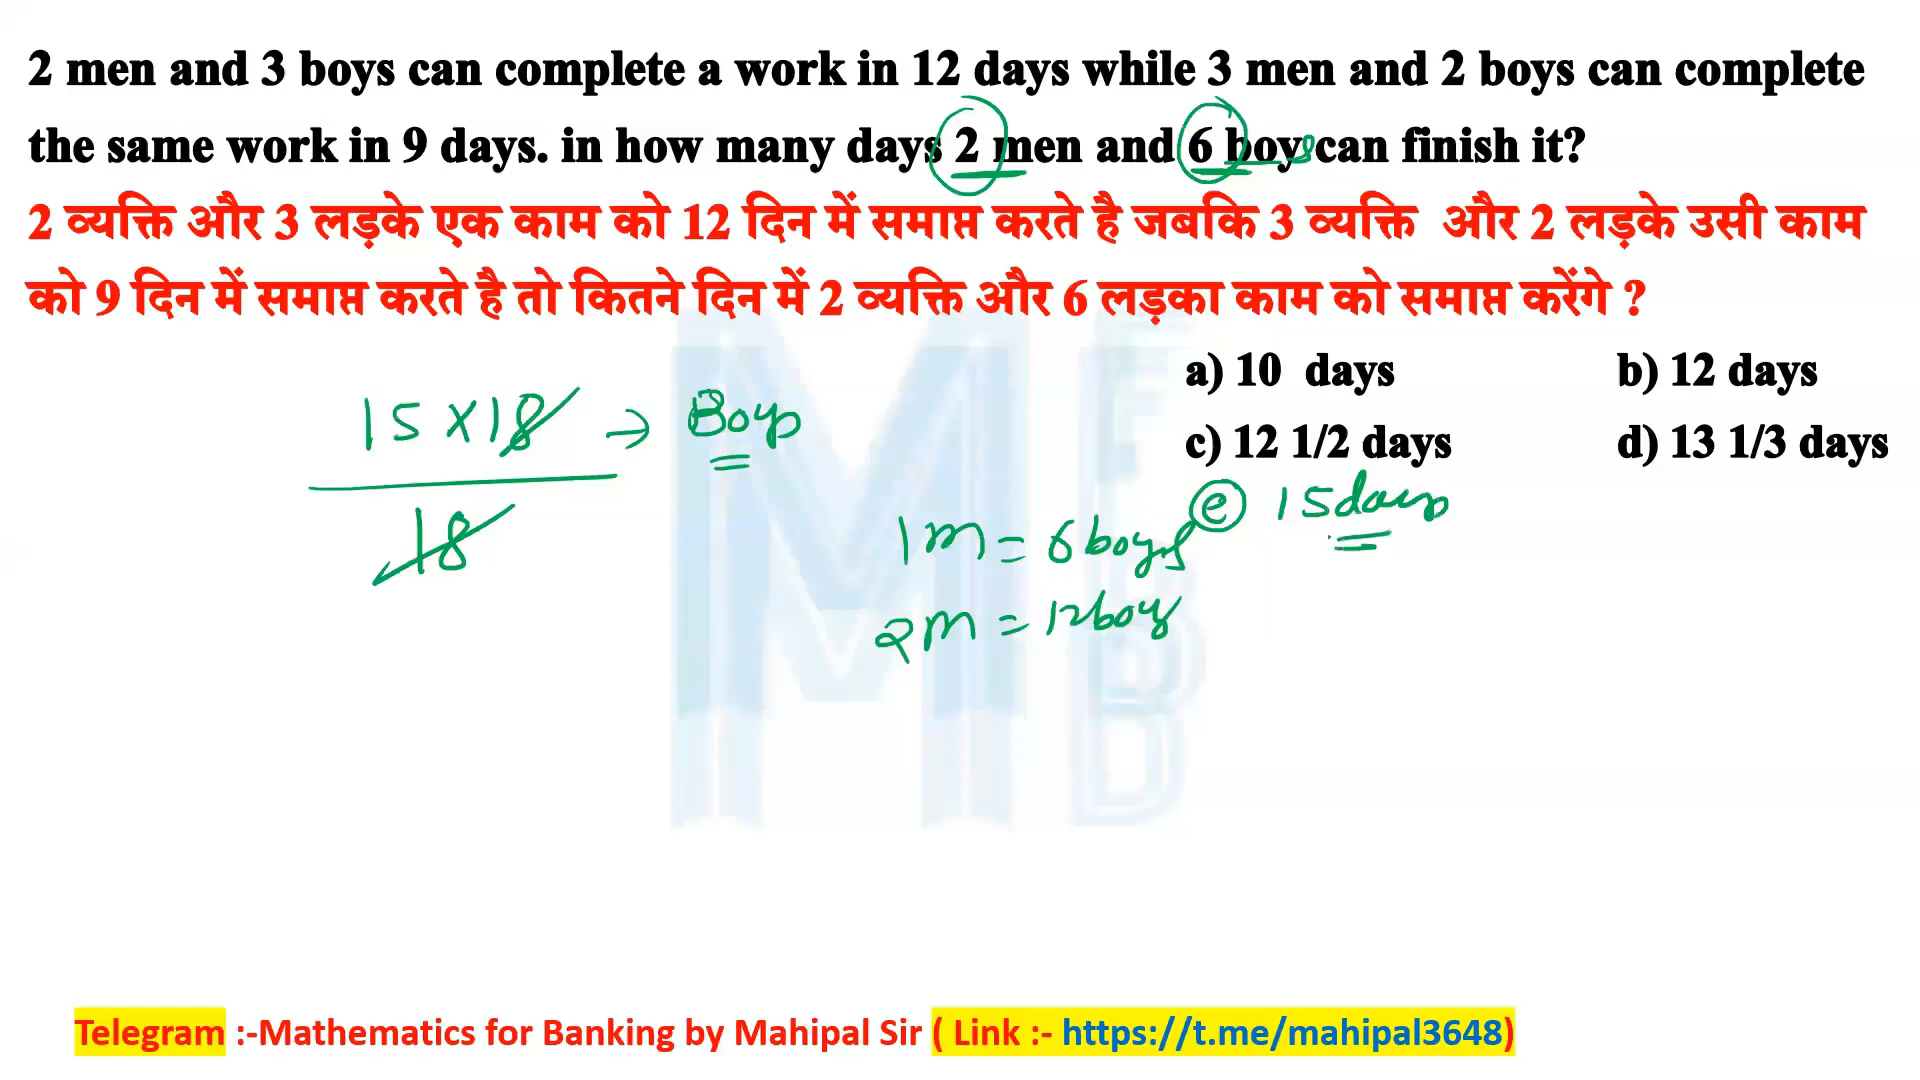 2 men and 3 boys can complete a work in 12 days while 3 men and 2 boys can complete
the same work in 9 days. in how many days 2 men and 6 boys can finish it?
2 व्यक्ति और 3 लड़के एक काम को 12 दिन में समाप्त करते है जबकि 3 व्यक्ति और 2 लड़के उसी काम
को 9 दिन में समाप्त करते है तो कितने दिन में 2 व्यक्ति और 6 लड़का काम को समाप्त करेंगे ?
a) 10 days b) 12 days
c) 12 1/2 days d) 13 1/3 days
e 15 days
15 × 18 → Boys
18
1m = 6 boys
2m = 12 boy
MFB
Telegram :-Mathematics for Banking by Mahipal Sir ( Link :- https://t.me/mahipal3648)